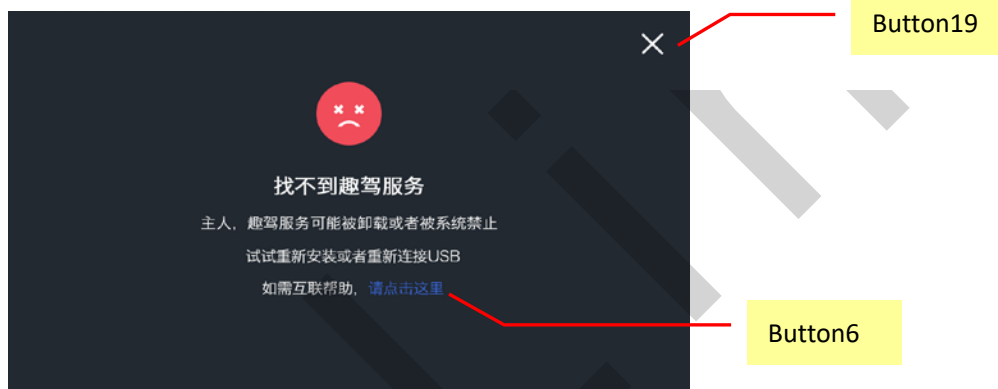 Button19
找不到趣驾服务
主人，趣驾服务可能被卸载或者被系统禁止
试试重新安装或者重新连接USB
如需互联帮助，请点击这里
Button6